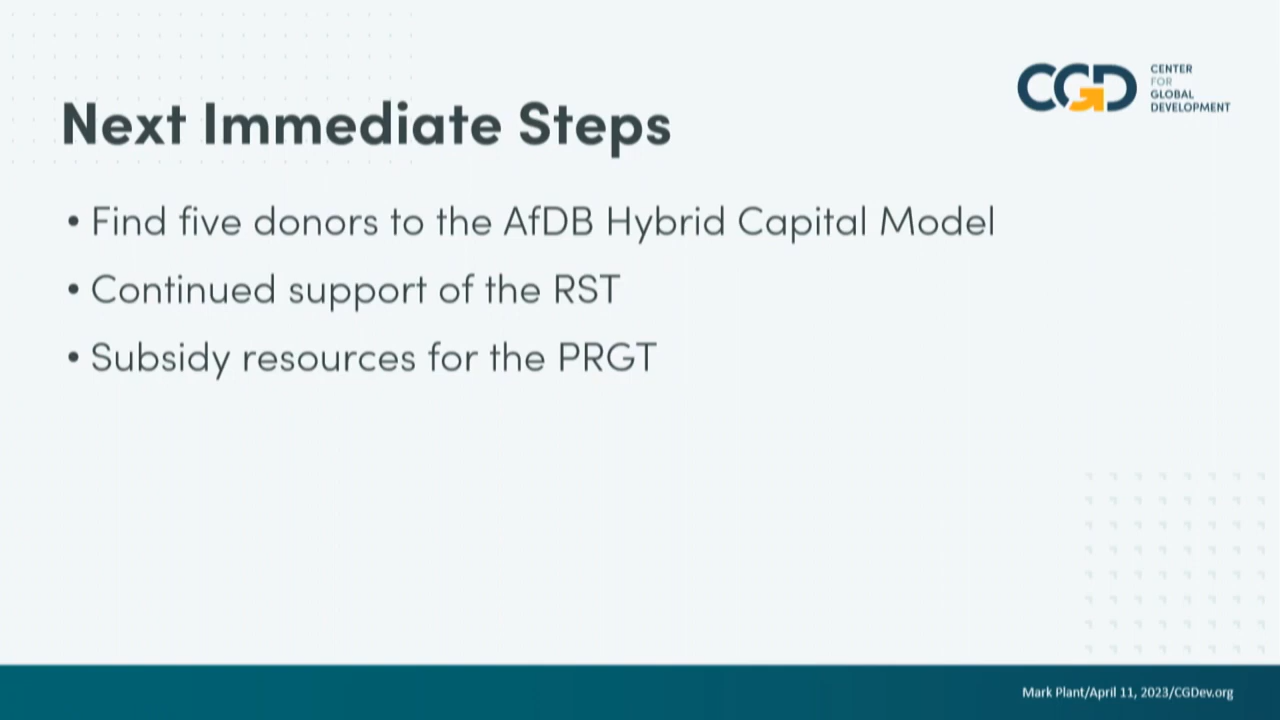 CGD
CENTER
FOR
GLOBAL
DEVELOPMENT
Next Immediate Steps
• Find five donors to the AfDB Hybrid Capital Model
• Continued support of the RST
• Subsidy resources for the PRGT
Mark Plant/April 11, 2023/CGDev.org